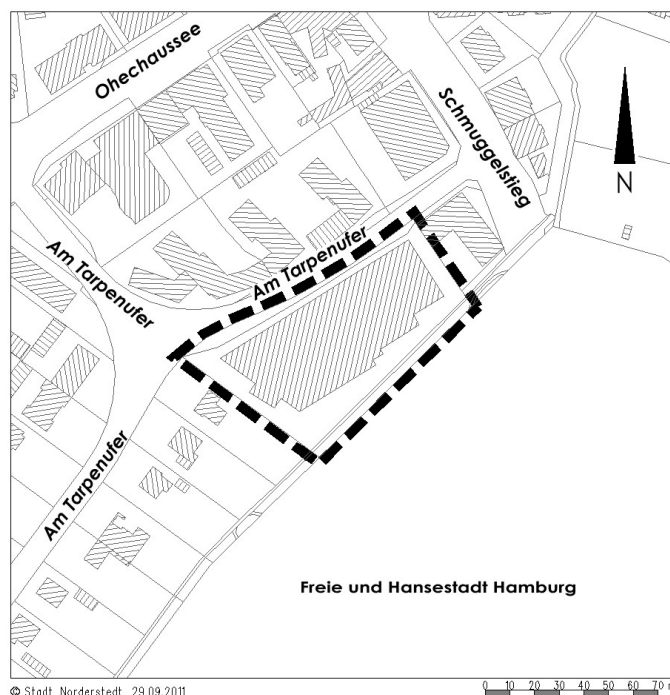 Ohechaussee
Schmuggelstieg
N
Am Tarpenufer
Am Tarpenufer
Am Tarpenufer
Freie und Hansestadt Hamburg
© Stadt Norderstedt 29.09.2011
0 10 20 30 40 50 60 70